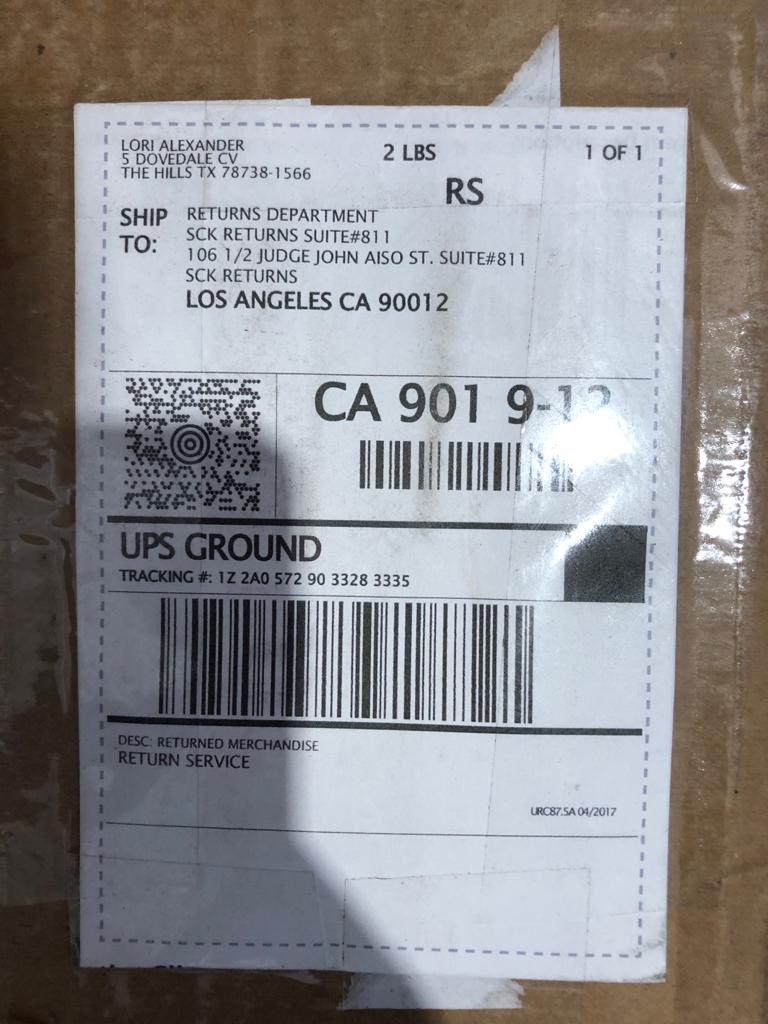 LORI ALEXANDER
5 DOVEDALE CV
THE HILLS TX 78738-1566
2 LBS
1 OF 1
RS
SHIP TO:
RETURNS DEPARTMENT
SCK RETURNS SUITE#811
106 1/2 JUDGE JOHN AISO ST. SUITE#811
SCK RETURNS
LOS ANGELES CA 90012
CA 901 9-12
UPS GROUND
TRACKING #: 1Z 2A0 572 90 3328 3335
DESC: RETURNED MERCHANDISE
RETURN SERVICE
URC87.5A 04/2017